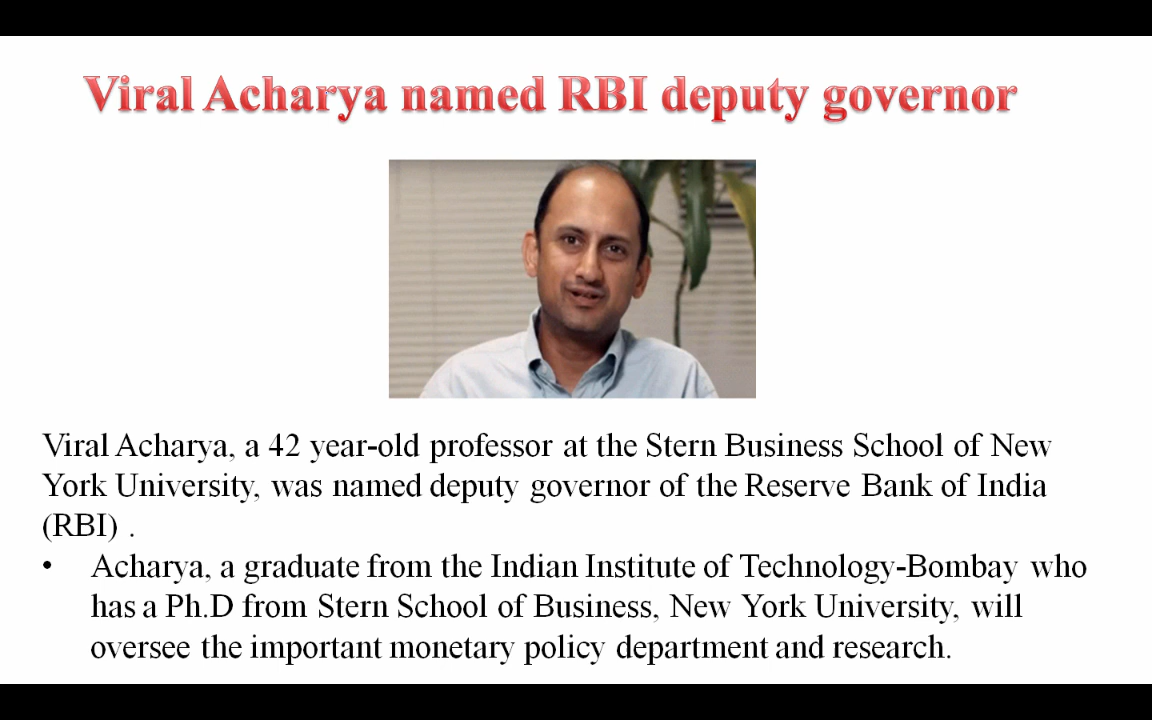 Viral Acharya named RBI deputy governor
Viral Acharya, a 42 year-old professor at the Stern Business School of New
York University, was named deputy governor of the Reserve Bank of India
(RBI) .
• Acharya, a graduate from the Indian Institute of Technology-Bombay who
has a Ph.D from Stern School of Business, New York University, will
oversee the important monetary policy department and research.